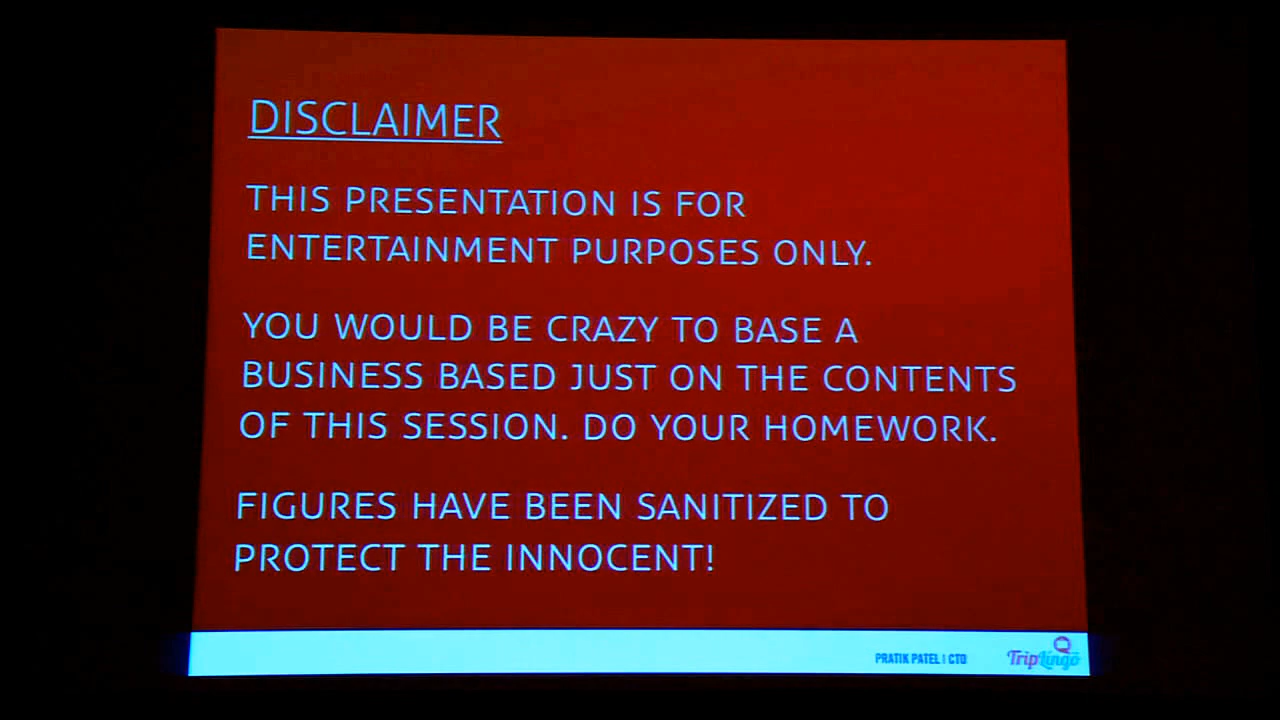 DISCLAIMER
THIS PRESENTATION IS FOR
ENTERTAINMENT PURPOSES ONLY.
YOU WOULD BE CRAZY TO BASE A
BUSINESS BASED JUST ON THE CONTENTS
OF THIS SESSION. DO YOUR HOMEWORK.
FIGURES HAVE BEEN SANITIZED TO
PROTECT THE INNOCENT!
PRATIK PATEL | CTO
TripLingo